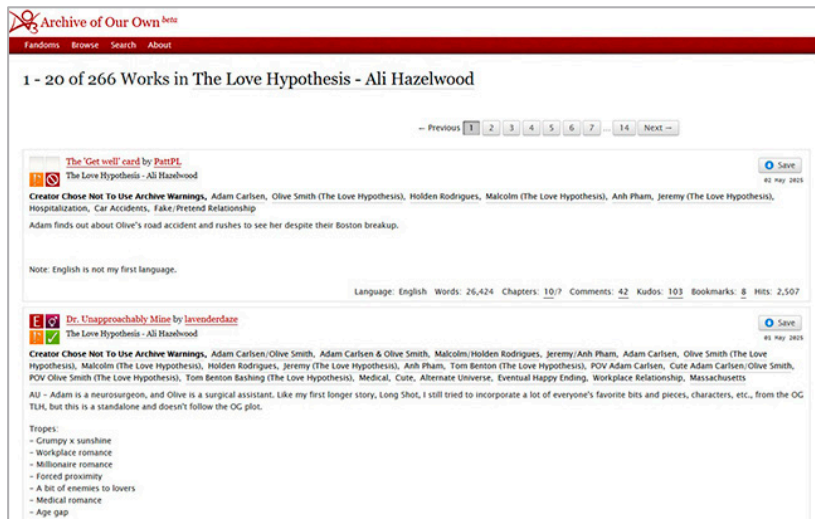 Archive of Our Own beta
Fandoms Browse Search About
1 - 20 of 266 Works in The Love Hypothesis - Ali Hazelwood
← Previous 1 2 3 4 5 6 7 … 14 Next →
The 'Get well' card by PattPL
Save
The Love Hypothesis - Ali Hazelwood
02 May 2025
Creator Chose Not To Use Archive Warnings, Adam Carlsen, Olive Smith (The Love Hypothesis), Holden Rodrigues, Malcolm (The Love Hypothesis), Anh Pham, Jeremy (The Love Hypothesis),
Hospitalization, Car Accidents, Fake/Pretend Relationship
Adam finds out about Olive's road accident and rushes to see her despite their Boston breakup.
Note: English is not my first language.
Language: English Words: 26,424 Chapters: 10/? Comments: 42 Kudos: 103 Bookmarks: 8 Hits: 2,507
E
Dr. Unapproachably Mine by lavenderdaze
Save
The Love Hypothesis - Ali Hazelwood
01 May 2025
Creator Chose Not To Use Archive Warnings, Adam Carlsen/Olive Smith, Adam Carlsen & Olive Smith, Malcolm/Holden Rodrigues, Jeremy/Anh Pham, Adam Carlsen, Olive Smith (The Love
Hypothesis), Malcolm (The Love Hypothesis), Holden Rodrigues, Jeremy (The Love Hypothesis), Anh Pham, Tom Benton (The Love Hypothesis), POV Adam Carlsen, Cute Adam Carlsen/Olive Smith,
POV Olive Smith (The Love Hypothesis), Tom Benton Bashing (The Love Hypothesis), Medical, Cute, Alternate Universe, Eventual Happy Ending, Workplace Relationship, Massachusetts
AU – Adam is a neurosurgeon, and Olive is a surgical assistant. Like my first longer story, Long Shot, I still tried to incorporate a lot of everyone's favorite bits and pieces, characters, etc., from the OG
TLH, but this is a standalone and doesn't follow the OG plot.
Tropes:
– Grumpy x sunshine
– Workplace romance
– Millionaire romance
– Forced proximity
– A bit of enemies to lovers
– Medical romance
– Age gap